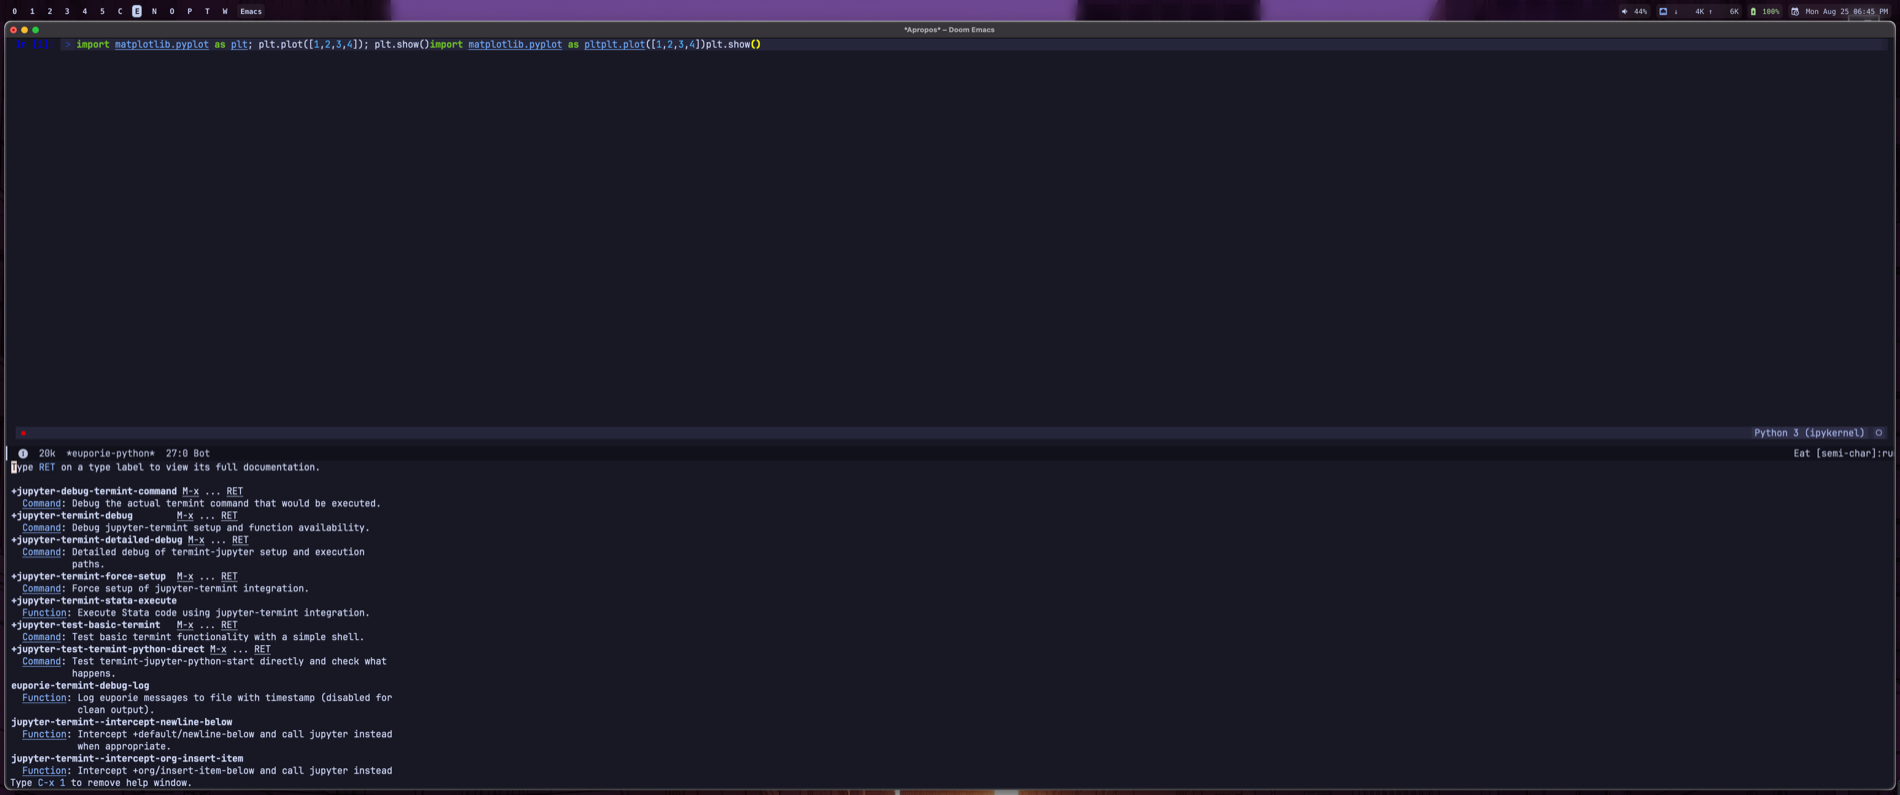 0 1 2 3 4 5 C E N O P T W Emacs 44% ↓ 4K ↑ 6K 100% Mon Aug 25 06:45 PM
*Apropos* – Doom Emacs
In [1] > import matplotlib.pyplot as plt; plt.plot([1,2,3,4]); plt.show()import matplotlib.pyplot as pltplt.plot([1,2,3,4])plt.show()
Python 3 (ipykernel)
20k *euporie-python* 27:0 Bot Eat [semi-char]:ru
Type RET on a type label to view its full documentation.
+jupyter-debug-termint-command M-x ... RET
Command: Debug the actual termint command that would be executed.
+jupyter-termint-debug M-x ... RET
Command: Debug jupyter-termint setup and function availability.
+jupyter-termint-detailed-debug M-x ... RET
Command: Detailed debug of termint-jupyter setup and execution
paths.
+jupyter-termint-force-setup M-x ... RET
Command: Force setup of jupyter-termint integration.
+jupyter-termint-stata-execute
Function: Execute Stata code using jupyter-termint integration.
+jupyter-test-basic-termint M-x ... RET
Command: Test basic termint functionality with a simple shell.
+jupyter-test-termint-python-direct M-x ... RET
Command: Test termint-jupyter-python-start directly and check what
happens.
euporie-termint-debug-log
Function: Log euporie messages to file with timestamp (disabled for
clean output).
jupyter-termint--intercept-newline-below
Function: Intercept +default/newline-below and call jupyter instead
when appropriate.
jupyter-termint--intercept-org-insert-item
Function: Intercept +org/insert-item-below and call jupyter instead
Type C-x 1 to remove help window.